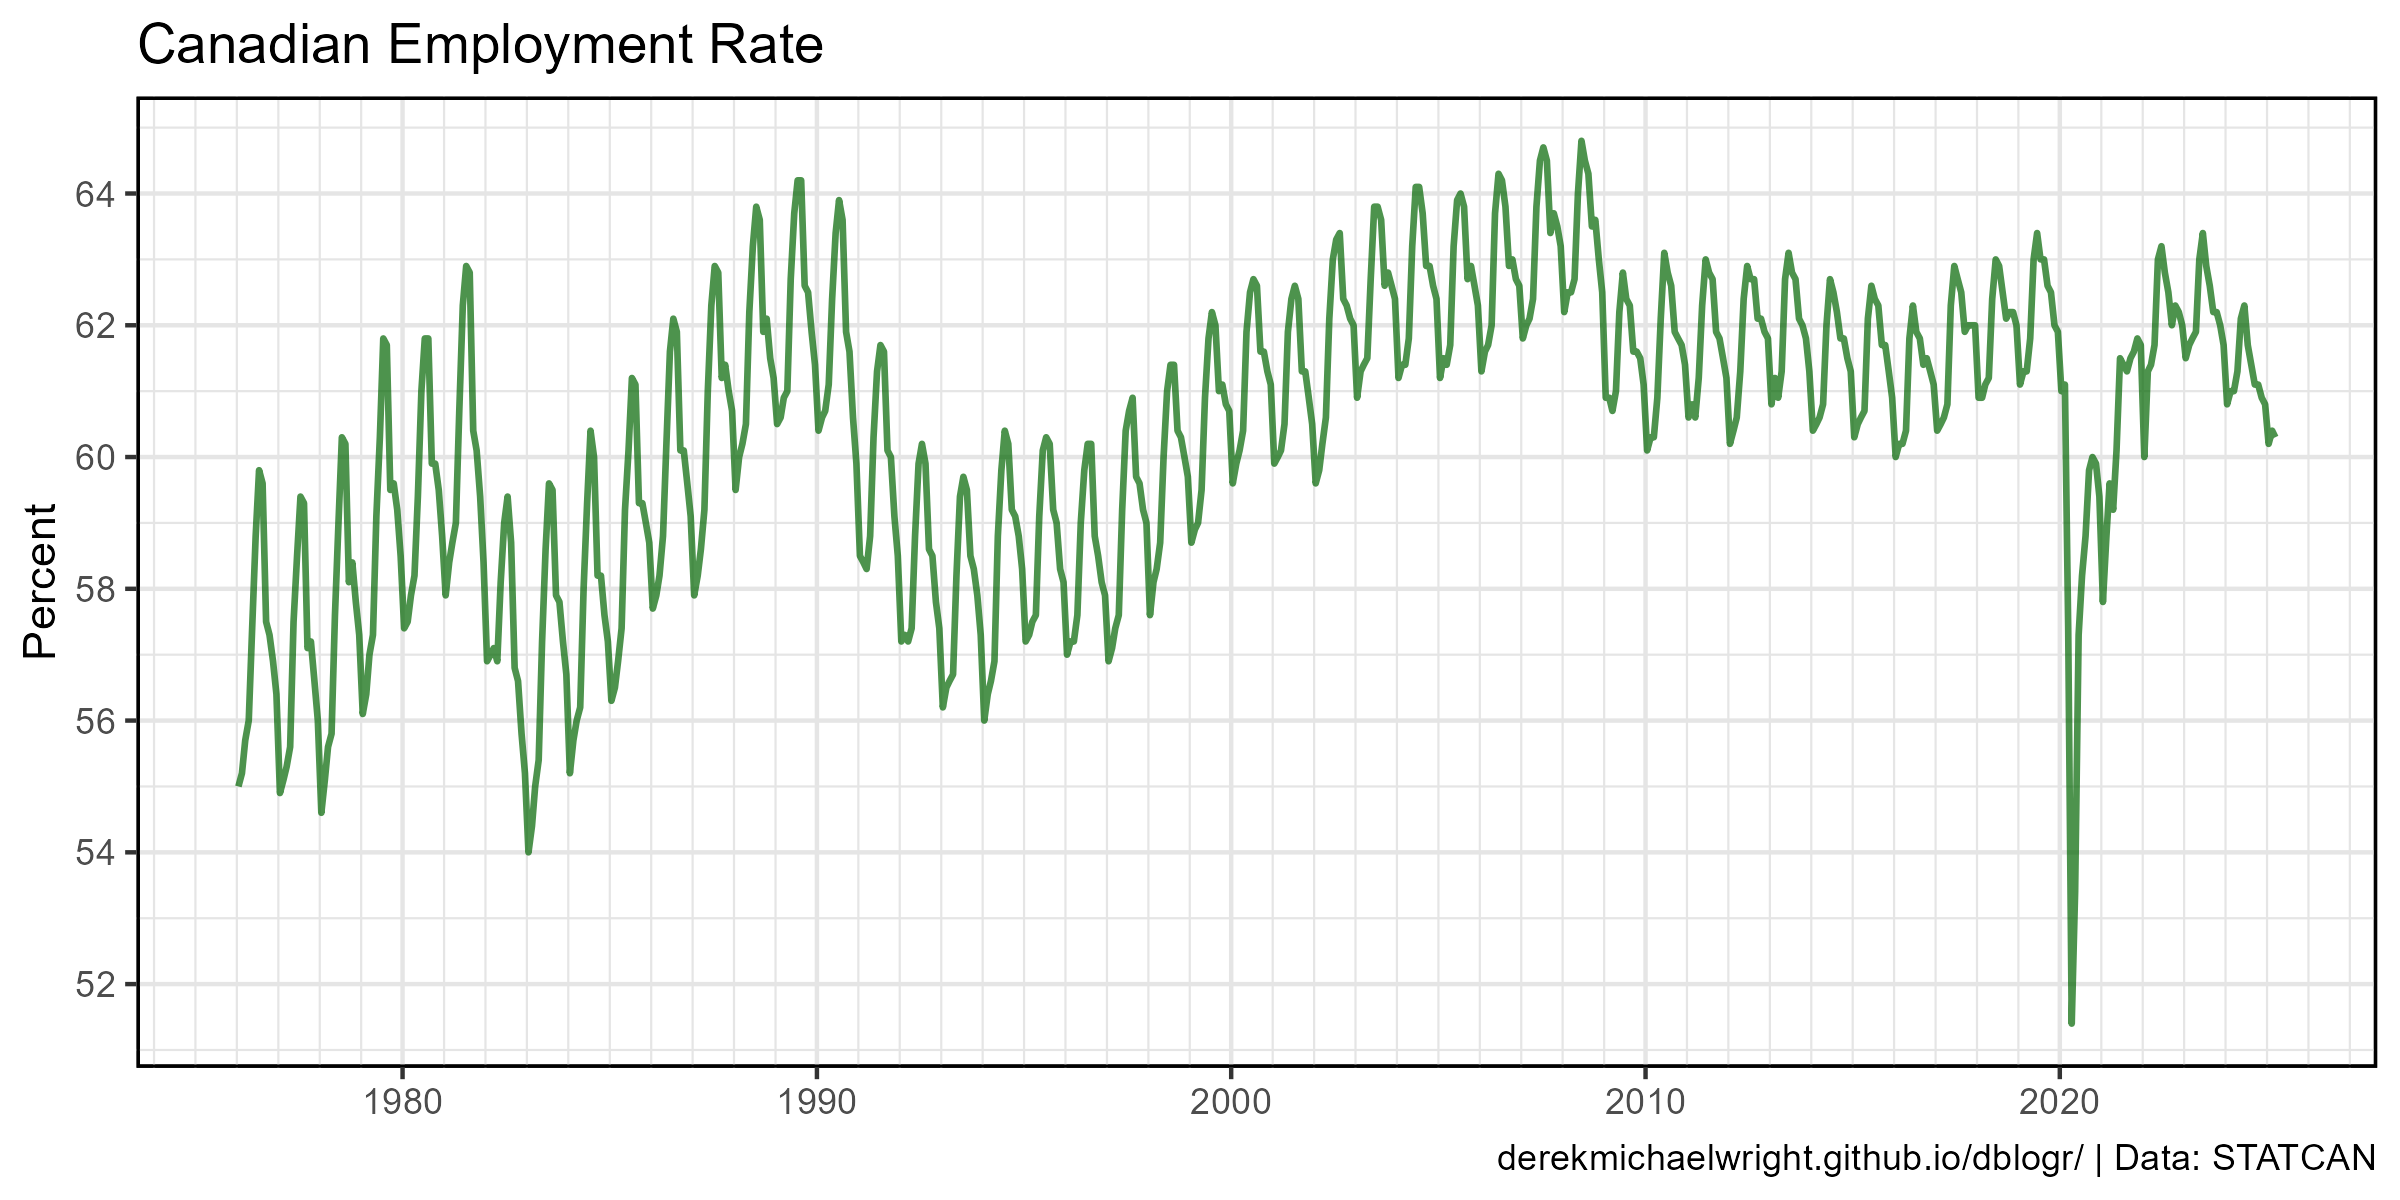 Canadian Employment Rate
Percent
64
62
60
58
56
54
52
1980 1990 2000 2010 2020
derekmichaelwright.github.io/dblogr/ | Data: STATCAN